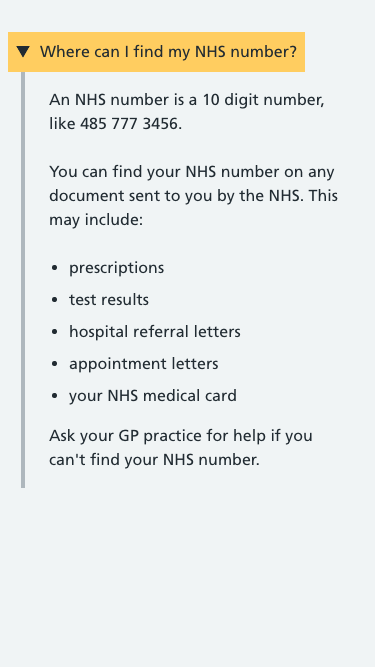 Where can I find my NHS number?
An NHS number is a 10 digit number,
like 485 777 3456.
You can find your NHS number on any
document sent to you by the NHS. This
may include:
• prescriptions
• test results
• hospital referral letters
• appointment letters
• your NHS medical card
Ask your GP practice for help if you
can't find your NHS number.